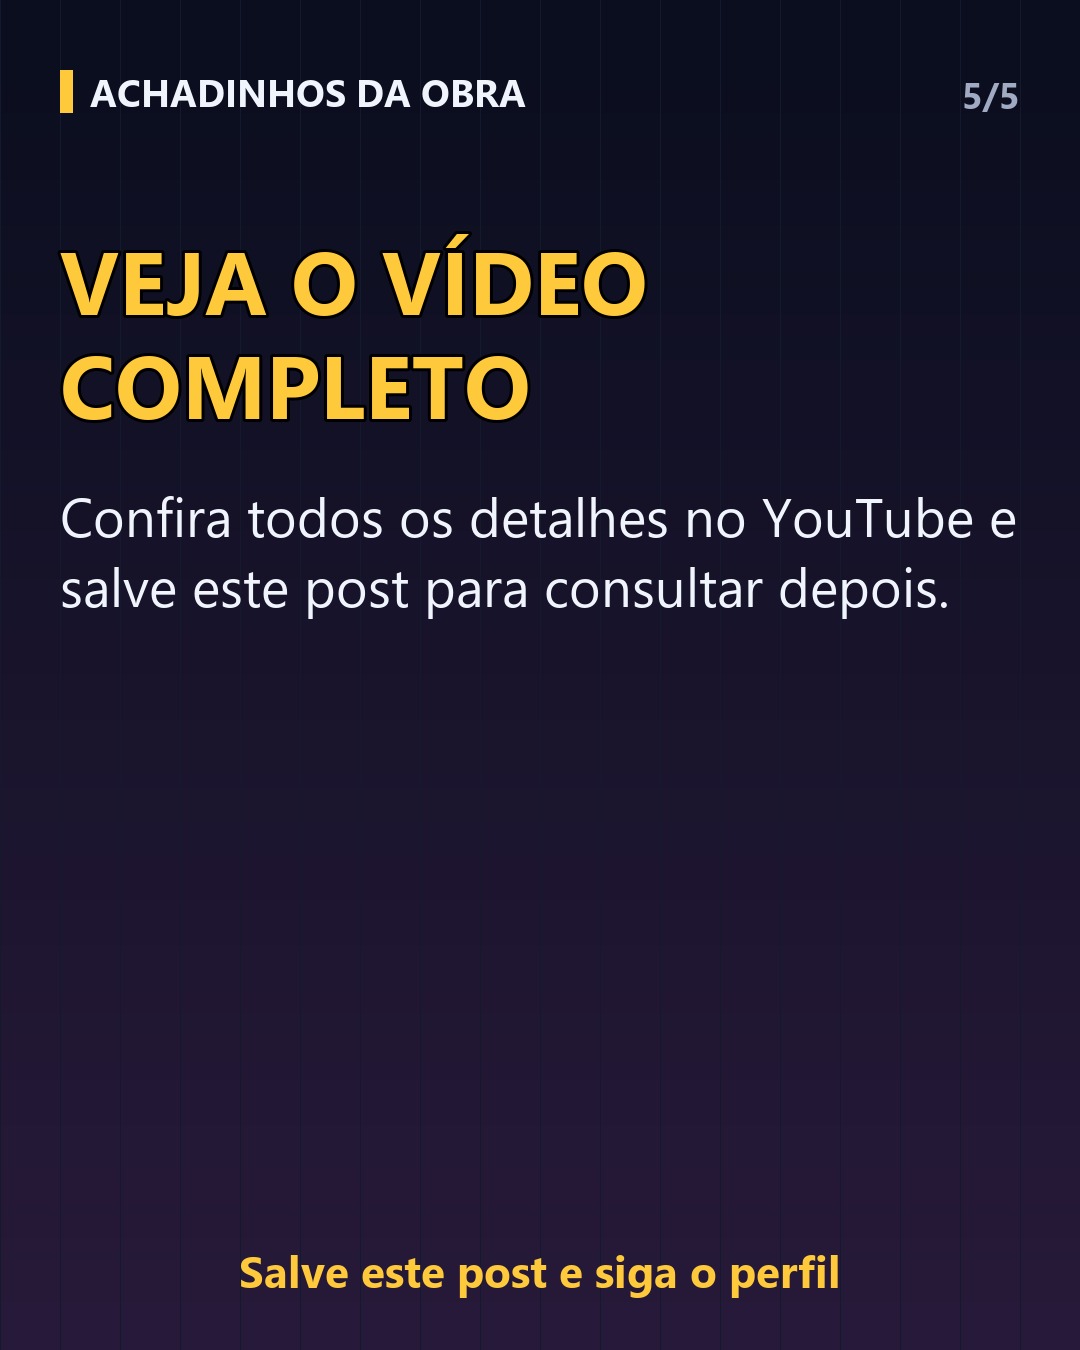 ACHADINHOS DA OBRA
5/5
VEJA O VÍDEO
COMPLETO
Confira todos os detalhes no YouTube e
salve este post para consultar depois.
Salve este post e siga o perfil